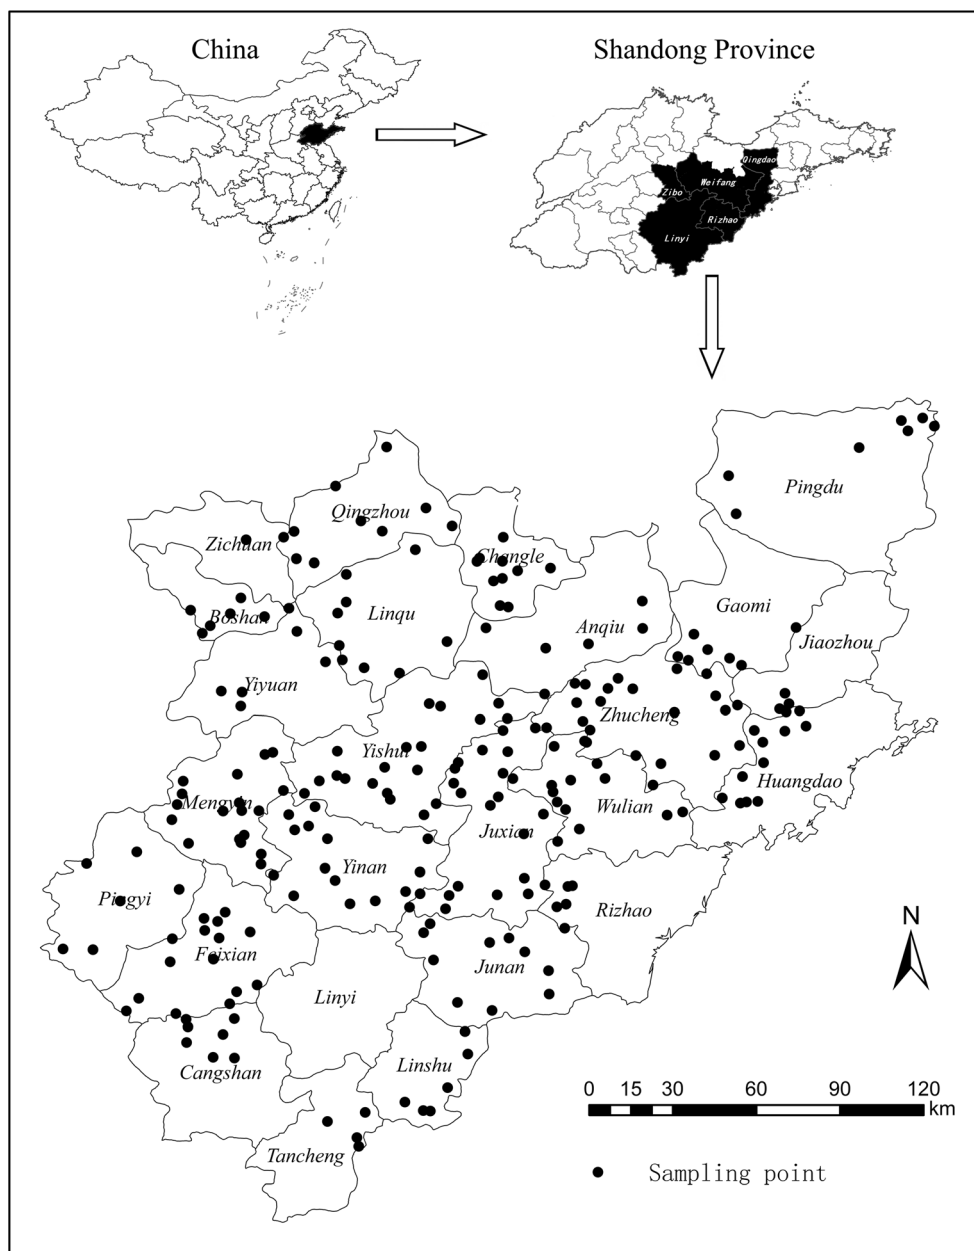 China
Shandong Province
Qingdao
Weifang
Zibo
Rizhao
Linyi
Pingdu
Qingzhou
Zichuan
Changle
Gaomi
Boshan
Linqu
Anqiu
Jiaozhou
Yiyuan
Zhucheng
Yishui
Huangdao
Mengyin
Wulian
Juxian
Yinan
Pingyi
Rizhao
N
Feixian
Junan
Linyi
Linshu
Cangshan
0 15 30 60 90 120
km
Tancheng
Sampling point